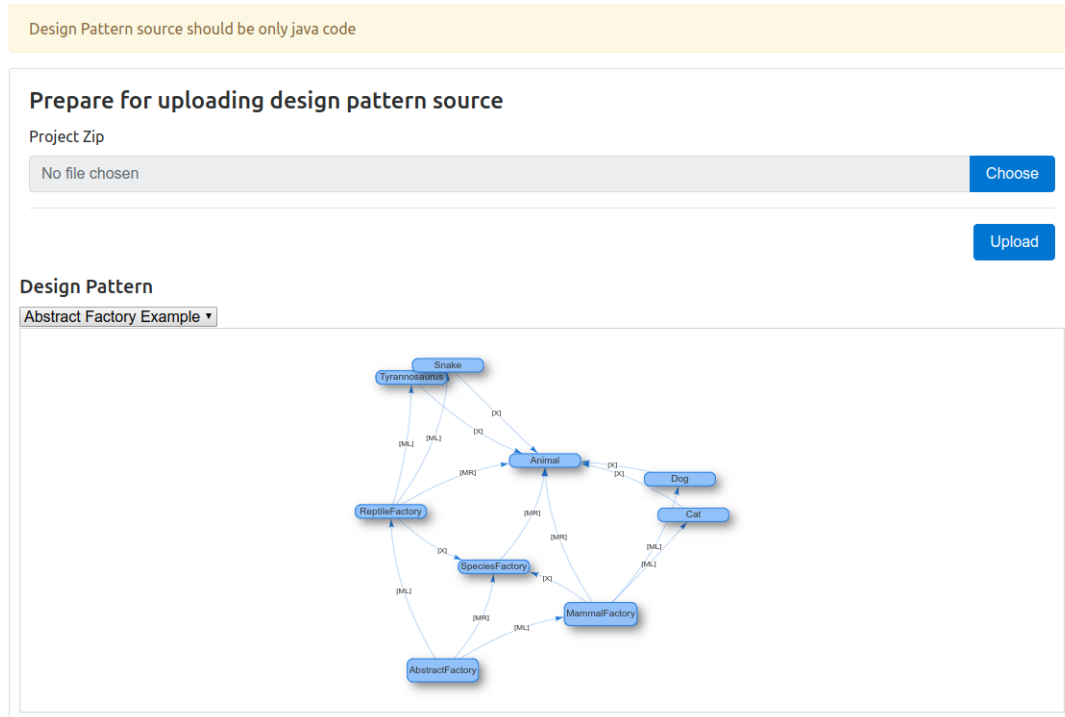 Design Pattern source should be only java code
Prepare for uploading design pattern source
Project Zip
No file chosen
Choose
Upload
Design Pattern
Abstract Factory Example
Snake
Tyrannosaurus
[X]
[X]
[ML]
[ML]
Animal
[X]
[MR]
[X]
Dog
ReptileFactory
[MR]
Cat
[MR]
[X]
[ML]
[ML]
SpeciesFactory
[X]
[ML]
MammalFactory
[MR]
[ML]
AbstractFactory